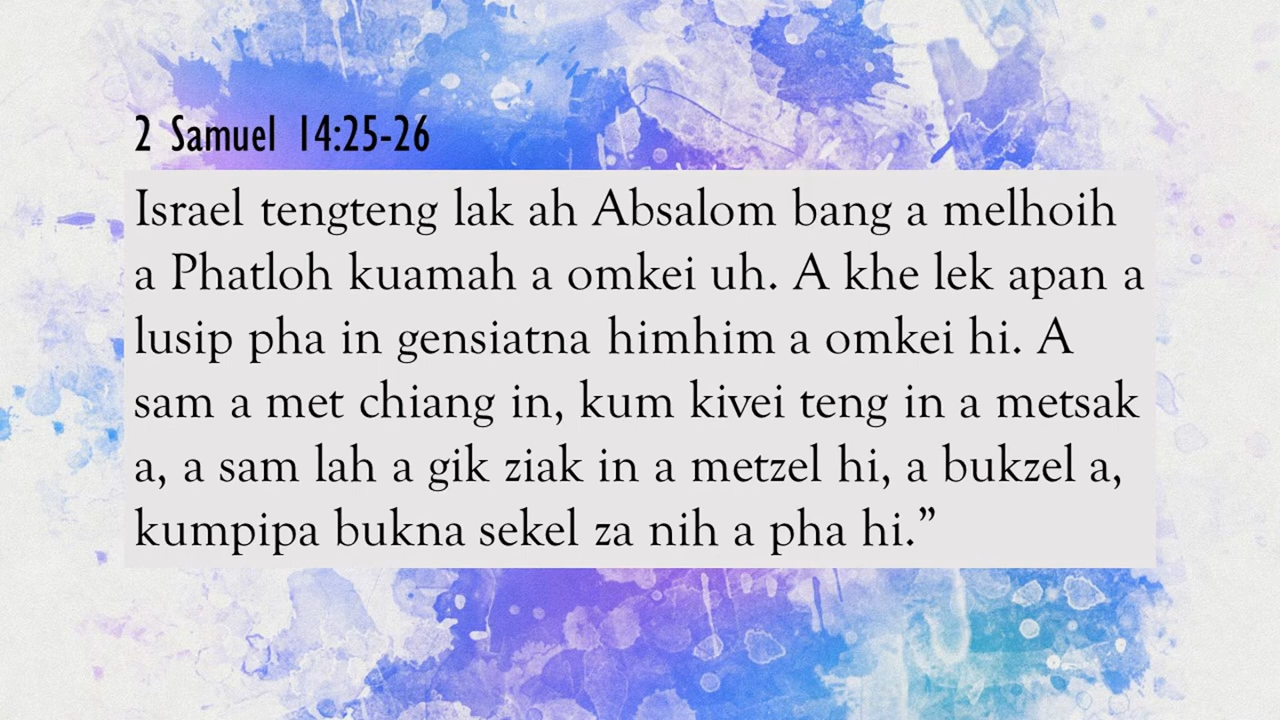 2 Samuel 14:25-26
Israel tengteng lak ah Absalom bang a melhoih
a Phatloh kuamah a omkei uh. A khe lek apan a
lusip pha in gensiatna himhim a omkei hi. A
sam a met chiang in, kum kivei teng in a metsak
a, a sam lah a gik ziak in a metzel hi, a bukzel a,
kumpipa bukna sekel za nih a pha hi.”